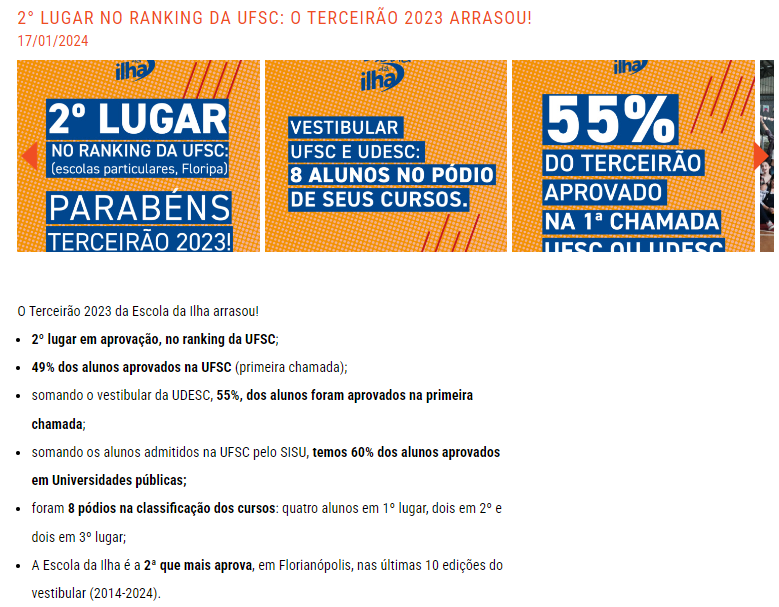 2° LUGAR NO RANKING DA UFSC: O TERCEIRÃO 2023 ARRASOU!
17/01/2024
ilha
2º LUGAR
NO RANKING DA UFSC:
(escolas particulares, Floripa)
PARABÉNS
TERCEIRÃO 2023!
da
ilha
VESTIBULAR
UFSC E UDESC:
8 ALUNOS NO PÓDIO
DE SEUS CURSOS.
ilha
55%
DO TERCEIRÃO
APROVADO
NA 1ª CHAMADA
UFSC OU UDESC
O Terceirão 2023 da Escola da Ilha arrasou!
• 2º lugar em aprovação, no ranking da UFSC;
• 49% dos alunos aprovados na UFSC (primeira chamada);
• somando o vestibular da UDESC, 55%, dos alunos foram aprovados na primeira
chamada;
• somando os alunos admitidos na UFSC pelo SISU, temos 60% dos alunos aprovados
em Universidades públicas;
• foram 8 pódios na classificação dos cursos: quatro alunos em 1º lugar, dois em 2º e
dois em 3º lugar;
• A Escola da Ilha é a 2ª que mais aprova, em Florianópolis, nas últimas 10 edições do
vestibular (2014-2024).